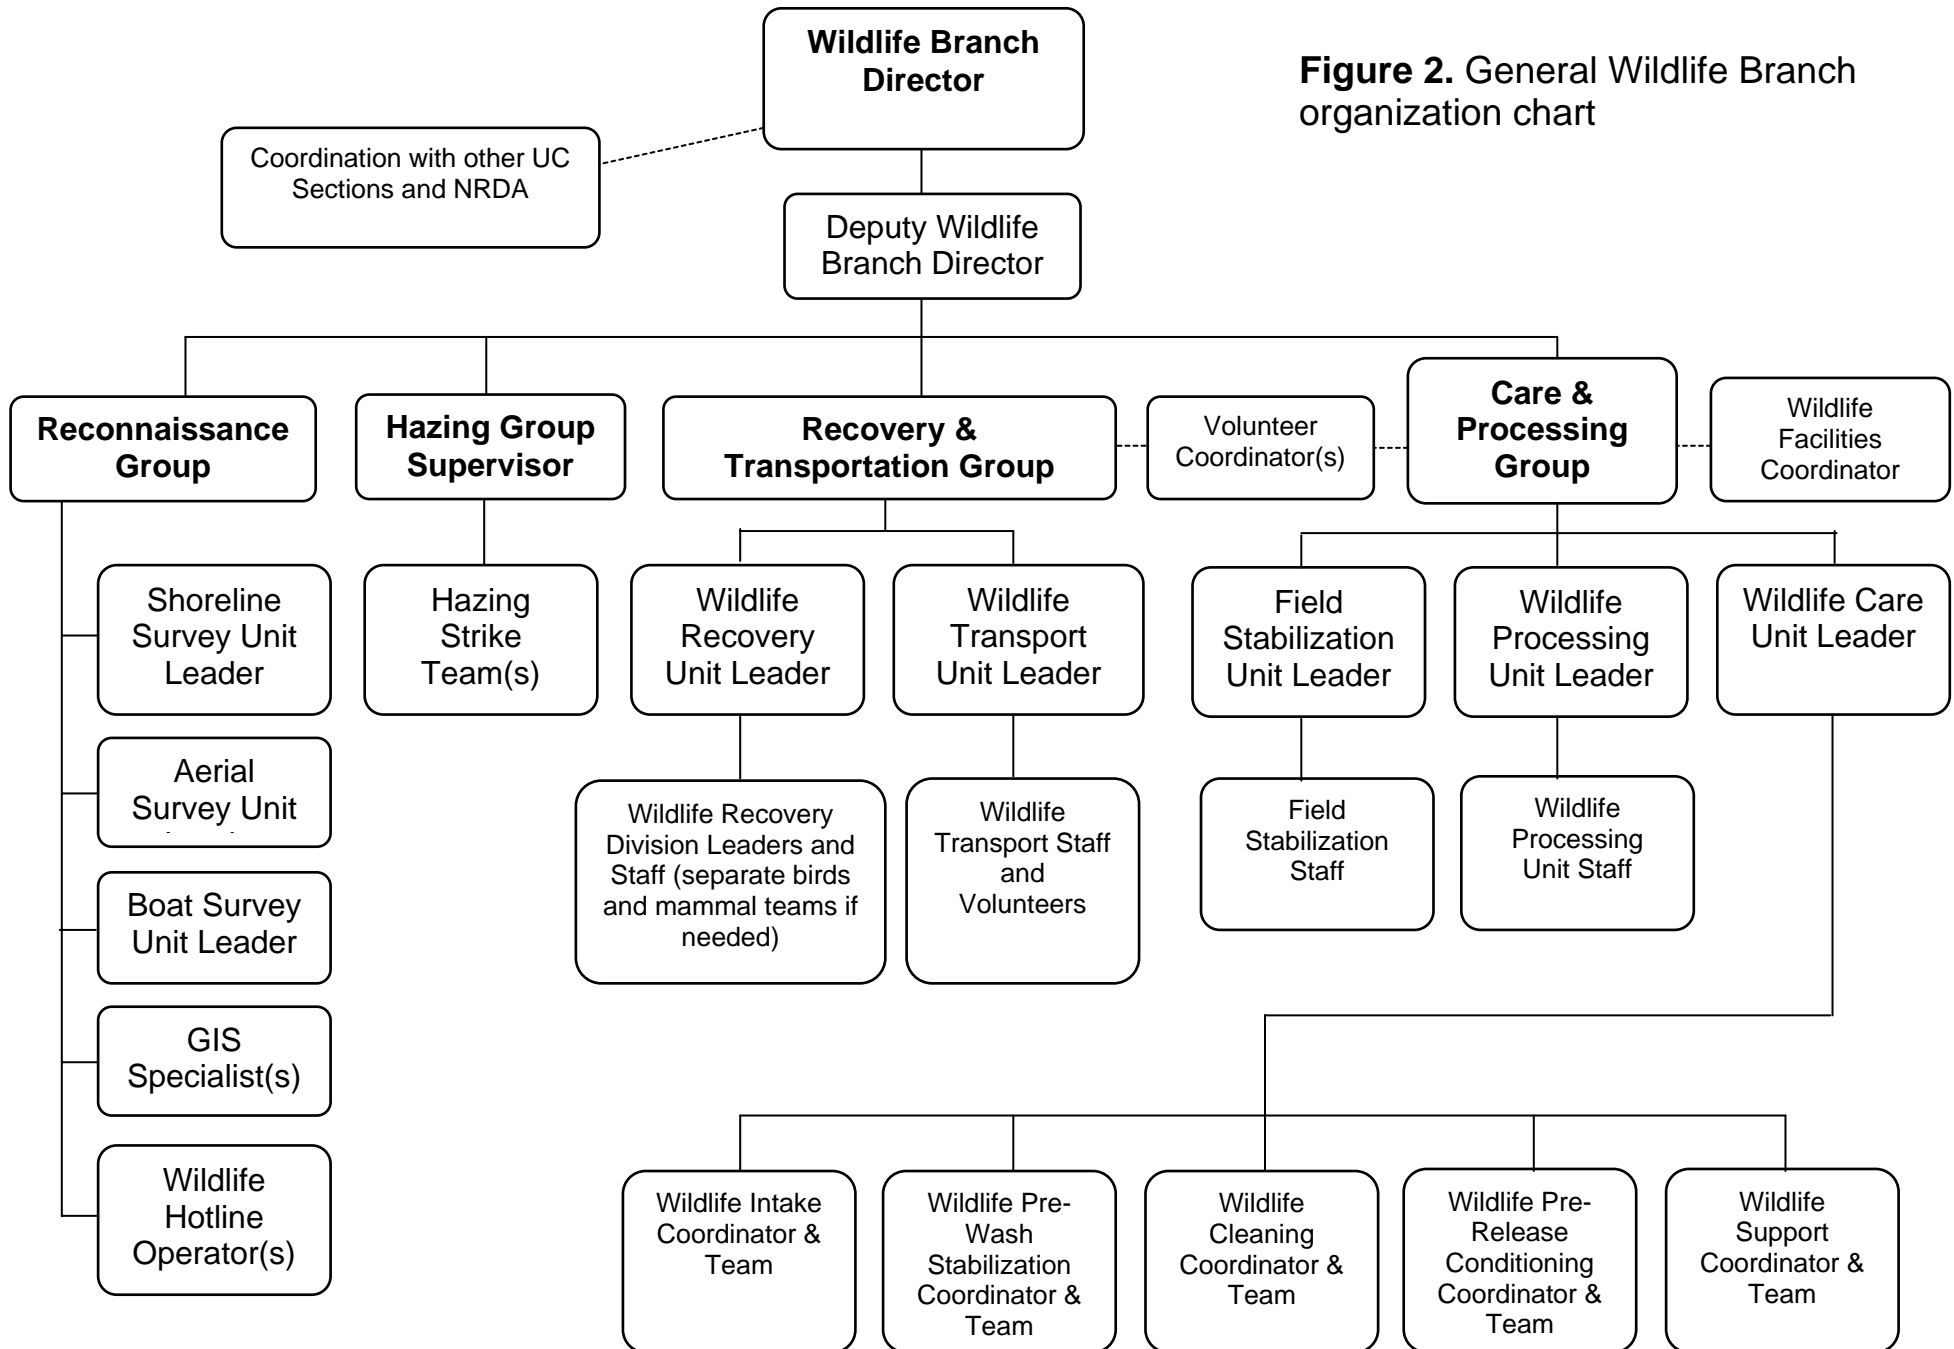 Wildlife Branch
Director
Figure 2. General Wildlife Branch
organization chart
Coordination with other UC
Sections and NRDA
Deputy Wildlife
Branch Director
Reconnaissance
Group
Hazing Group
Supervisor
Recovery &
Transportation Group
Volunteer
Coordinator(s)
Care &
Processing
Group
Wildlife
Facilities
Coordinator
Shoreline
Survey Unit
Leader
Aerial
Survey Unit
Boat Survey
Unit Leader
GIS
Specialist(s)
Wildlife
Hotline
Operator(s)
Hazing
Strike
Team(s)
Wildlife
Recovery
Unit Leader
Wildlife
Transport
Unit Leader
Field
Stabilization
Unit Leader
Wildlife
Processing
Unit Leader
Wildlife Care
Unit Leader
Wildlife Recovery
Division Leaders and
Staff (separate birds
and mammal teams if
needed)
Wildlife
Transport Staff
and
Volunteers
Field
Stabilization
Staff
Wildlife
Processing
Unit Staff
Wildlife Intake
Coordinator &
Team
Wildlife Pre-
Wash
Stabilization
Coordinator &
Team
Wildlife
Cleaning
Coordinator &
Team
Wildlife Pre-
Release
Conditioning
Coordinator &
Team
Wildlife
Support
Coordinator &
Team